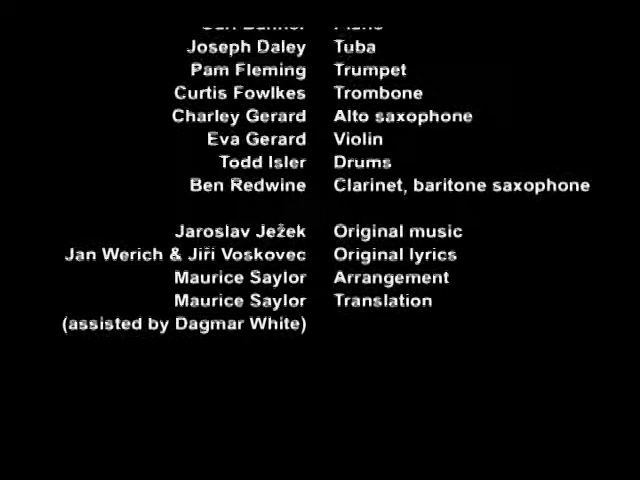 Joseph Daley Tuba
Pam Fleming Trumpet
Curtis Fowlkes Trombone
Charley Gerard Alto saxophone
Eva Gerard Violin
Todd Isler Drums
Ben Redwine Clarinet, baritone saxophone
Jaroslav Ježek Original music
Jan Werich & Jiří Voskovec Original lyrics
Maurice Saylor Arrangement
Maurice Saylor Translation
(assisted by Dagmar White)